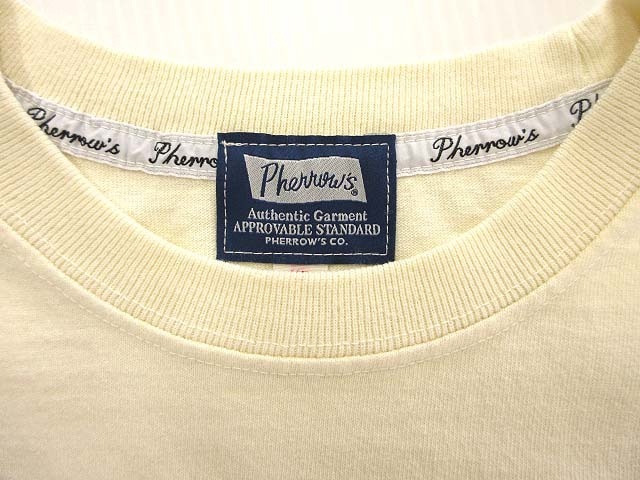 Pherrow's
Pherrow's
Pherrow's®
Authentic Garment
APPROVABLE STANDARD
PHERROW'S CO.